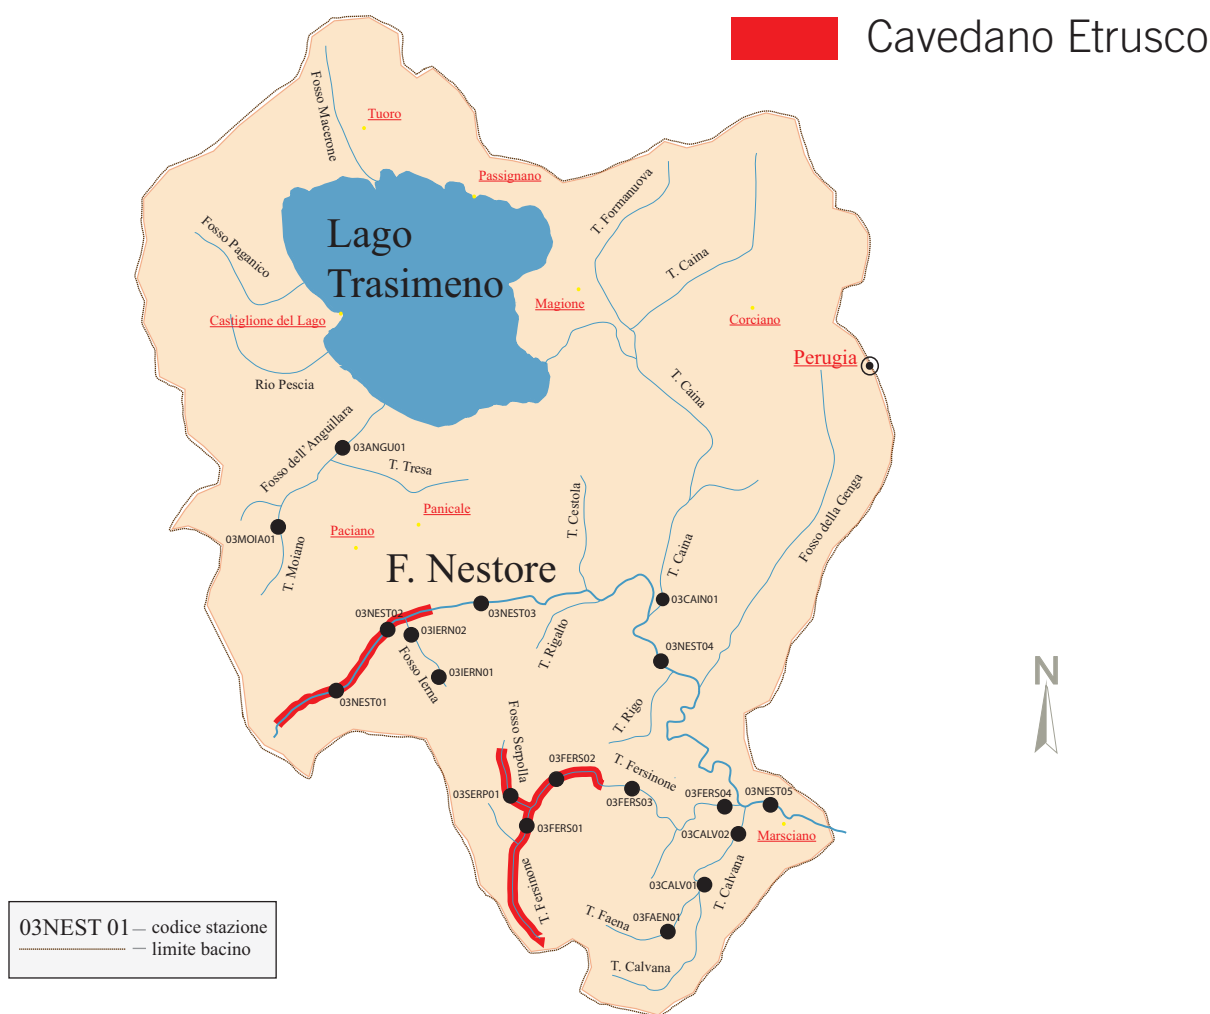 Cavedano Etrusco
Fosso Macerone
Tuoro
Passignano
T. Formanuova
Fosso Paganico
Lago
Trasimeno
T. Caina
Magione
Castiglione del Lago
Corciano
Perugia
Rio Pescia
T. Caina
Fosso dell'Anguillara
03ANGU01
T. Tresa
Panicale
Paciano
T. Cestola
Fosso della Genga
03MOIA01
T. Moiano
T. Caina
F. Nestore
03NEST02
03NEST03
03CAIN01
03IERN02
T. Rigalto
03NEST04
Fosso Ierna
03IERN01
03NEST01
Fosso Serpolla
T. Rigo
03FERS02
T. Fersinone
03SERP01
03FERS03
03FERS04
03NEST05
03FERS01
03CALV02
Marsciano
T. Fersinone
03CALV01
T. Calvana
T. Faena
03FAEN01
T. Calvana
N
03NEST 01 – codice stazione
– limite bacino